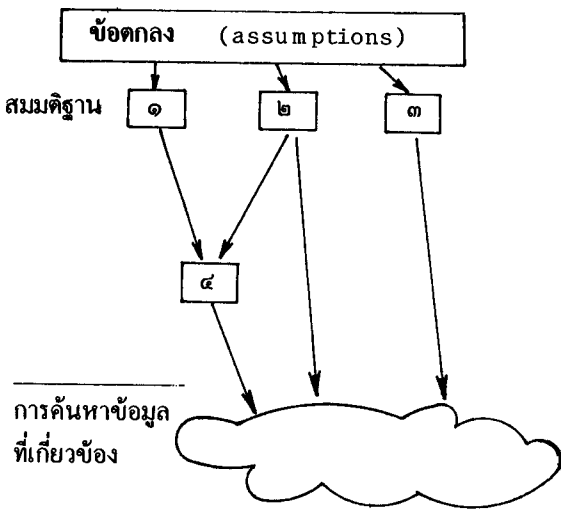 ข้อตกลง (assumptions)
สมมติฐาน ๑ ๒ ๓
๔
การค้นหาข้อมูล
ที่เกี่ยวข้อง